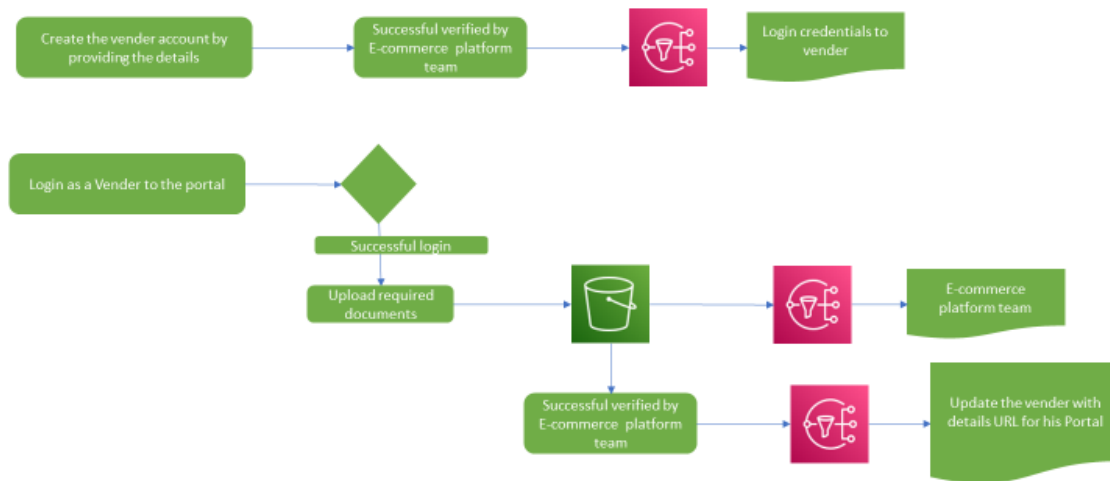 Create the vender account by
providing the details
Successful verified by
E-commerce platform
team
Login credentials to
vender
Login as a Vender to the portal
Successful login
Upload required
documents
E-commerce
platform team
Successful verified by
E-commerce platform
team
Update the vender with
details URL for his Portal